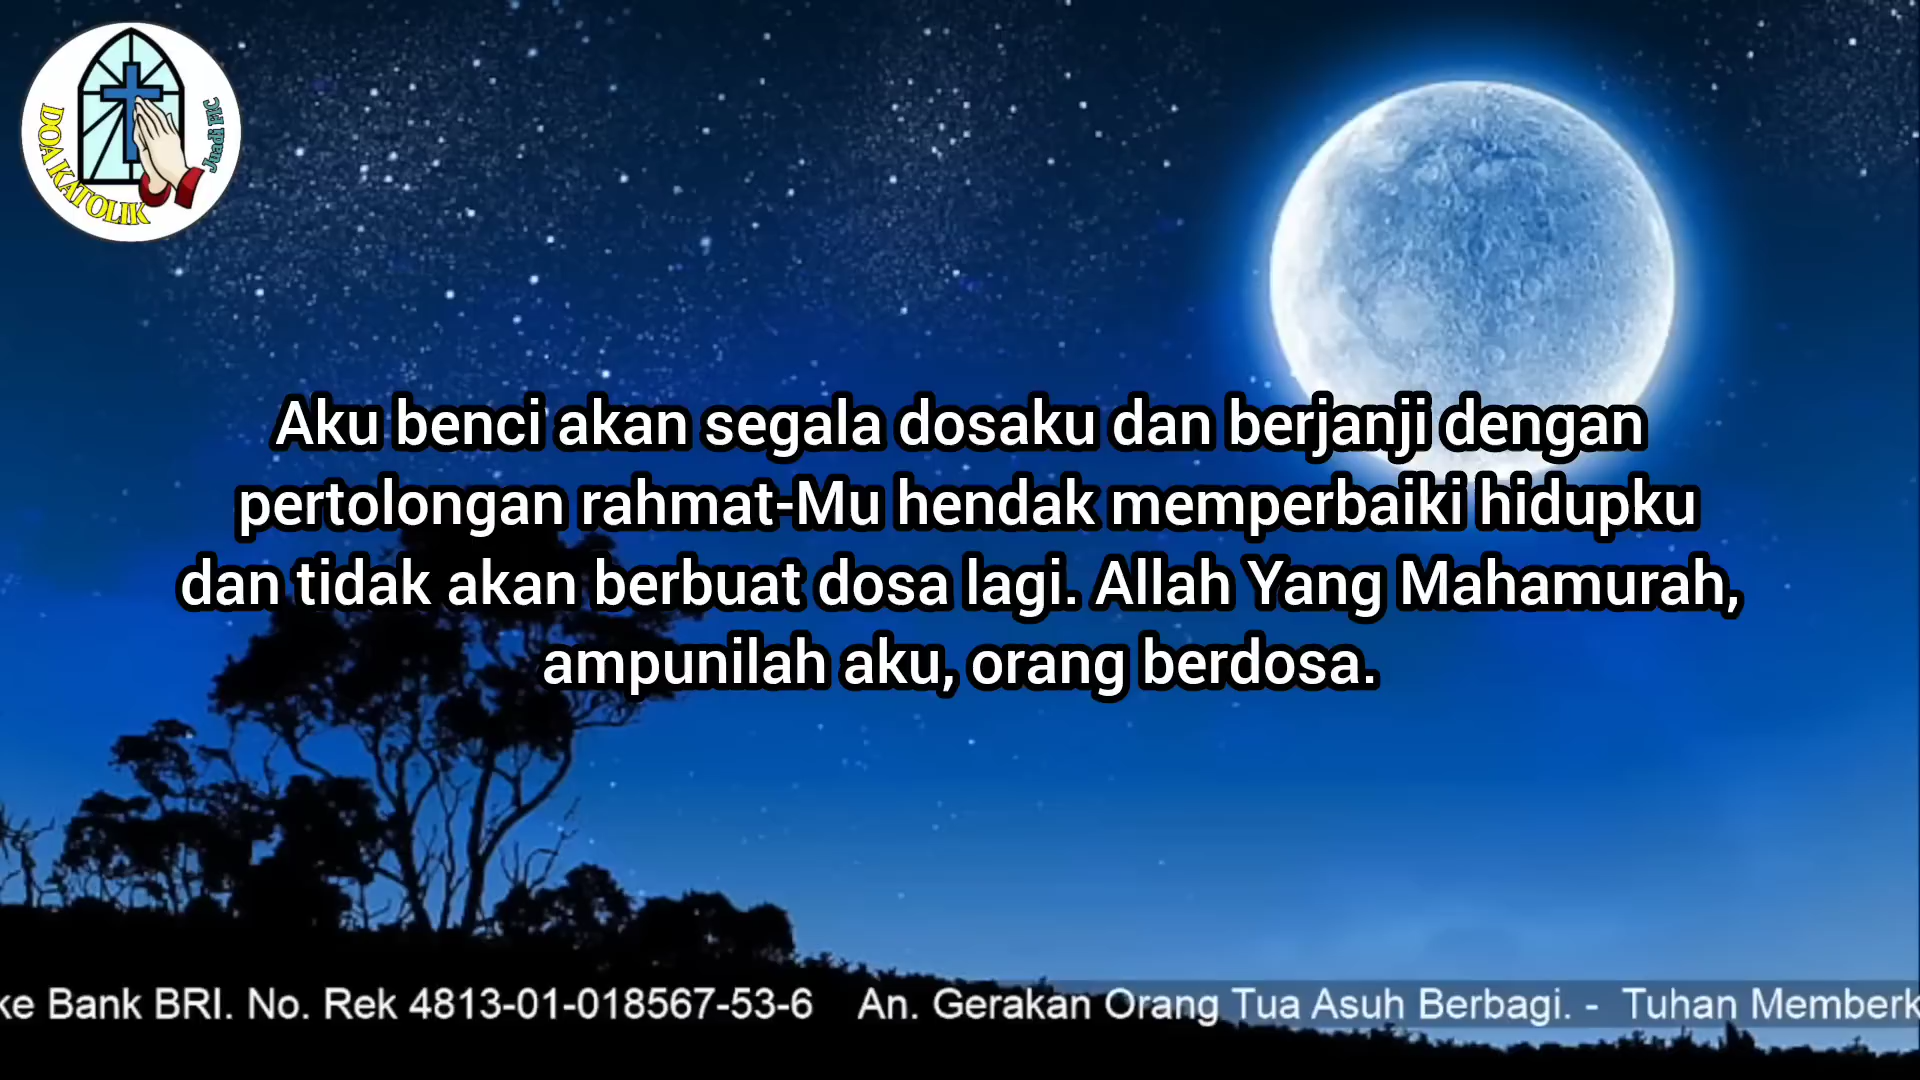 DOA KATOLIK
Juadi FIC
Aku benci akan segala dosaku dan berjanji dengan
pertolongan rahmat-Mu hendak memperbaiki hidupku
dan tidak akan berbuat dosa lagi. Allah Yang Mahamurah,
ampunilah aku, orang berdosa.
ke Bank BRI. No. Rek 4813-01-018567-53-6 An. Gerakan Orang Tua Asuh Berbagi. - Tuhan Memberk